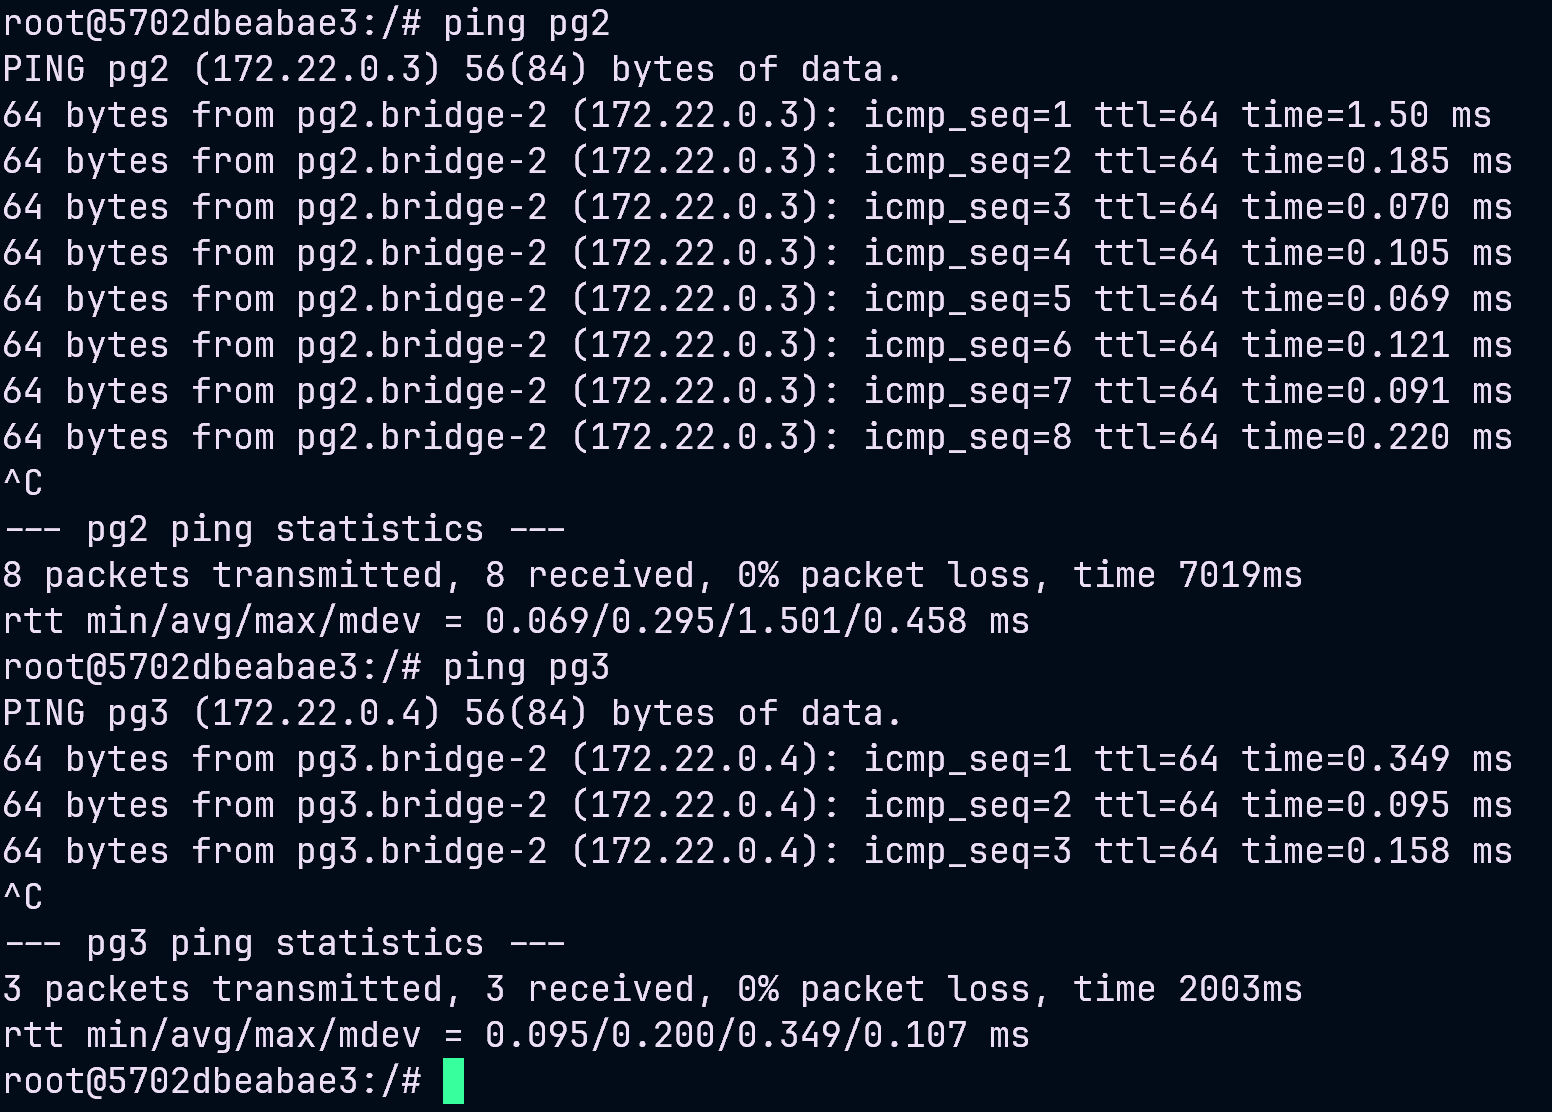 root@5702dbeabae3:/# ping pg2
PING pg2 (172.22.0.3) 56(84) bytes of data.
64 bytes from pg2.bridge-2 (172.22.0.3): icmp_seq=1 ttl=64 time=1.50 ms
64 bytes from pg2.bridge-2 (172.22.0.3): icmp_seq=2 ttl=64 time=0.185 ms
64 bytes from pg2.bridge-2 (172.22.0.3): icmp_seq=3 ttl=64 time=0.070 ms
64 bytes from pg2.bridge-2 (172.22.0.3): icmp_seq=4 ttl=64 time=0.105 ms
64 bytes from pg2.bridge-2 (172.22.0.3): icmp_seq=5 ttl=64 time=0.069 ms
64 bytes from pg2.bridge-2 (172.22.0.3): icmp_seq=6 ttl=64 time=0.121 ms
64 bytes from pg2.bridge-2 (172.22.0.3): icmp_seq=7 ttl=64 time=0.091 ms
64 bytes from pg2.bridge-2 (172.22.0.3): icmp_seq=8 ttl=64 time=0.220 ms
^C
--- pg2 ping statistics ---
8 packets transmitted, 8 received, 0% packet loss, time 7019ms
rtt min/avg/max/mdev = 0.069/0.295/1.501/0.458 ms
root@5702dbeabae3:/# ping pg3
PING pg3 (172.22.0.4) 56(84) bytes of data.
64 bytes from pg3.bridge-2 (172.22.0.4): icmp_seq=1 ttl=64 time=0.349 ms
64 bytes from pg3.bridge-2 (172.22.0.4): icmp_seq=2 ttl=64 time=0.095 ms
64 bytes from pg3.bridge-2 (172.22.0.4): icmp_seq=3 ttl=64 time=0.158 ms
^C
--- pg3 ping statistics ---
3 packets transmitted, 3 received, 0% packet loss, time 2003ms
rtt min/avg/max/mdev = 0.095/0.200/0.349/0.107 ms
root@5702dbeabae3:/#